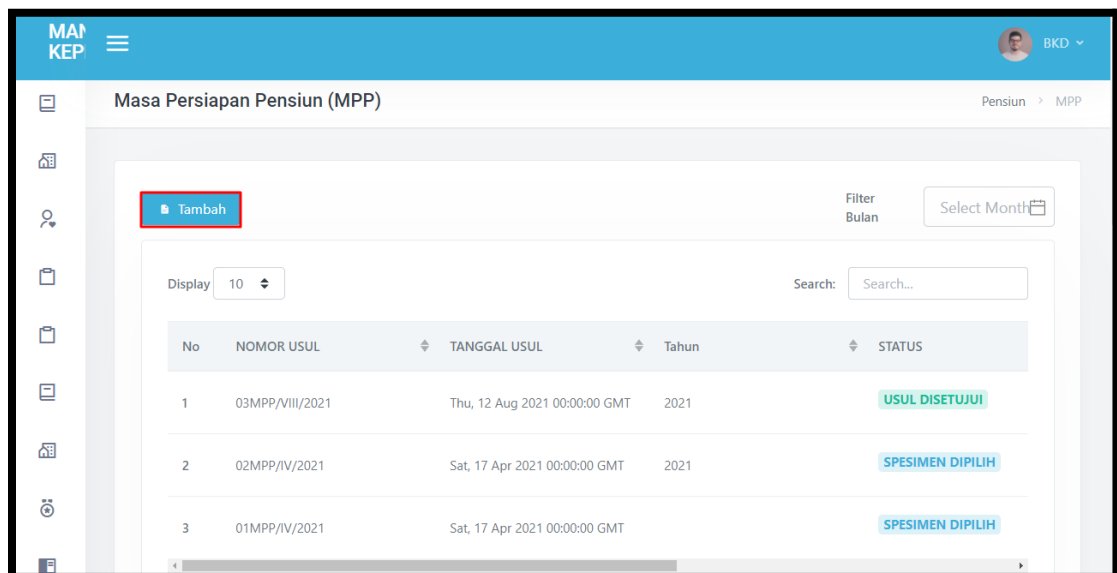 MAN
KEP
BKD
Masa Persiapan Pensiun (MPP)
Pensiun > MPP
Tambah
Filter
Bulan
Select Month
Display 10
Search: Search...
No NOMOR USUL TANGGAL USUL Tahun STATUS
1 03MPP/VIII/2021 Thu, 12 Aug 2021 00:00:00 GMT 2021 USUL DISETUJUI
2 02MPP/IV/2021 Sat, 17 Apr 2021 00:00:00 GMT 2021 SPESIMEN DIPILIH
3 01MPP/IV/2021 Sat, 17 Apr 2021 00:00:00 GMT SPESIMEN DIPILIH